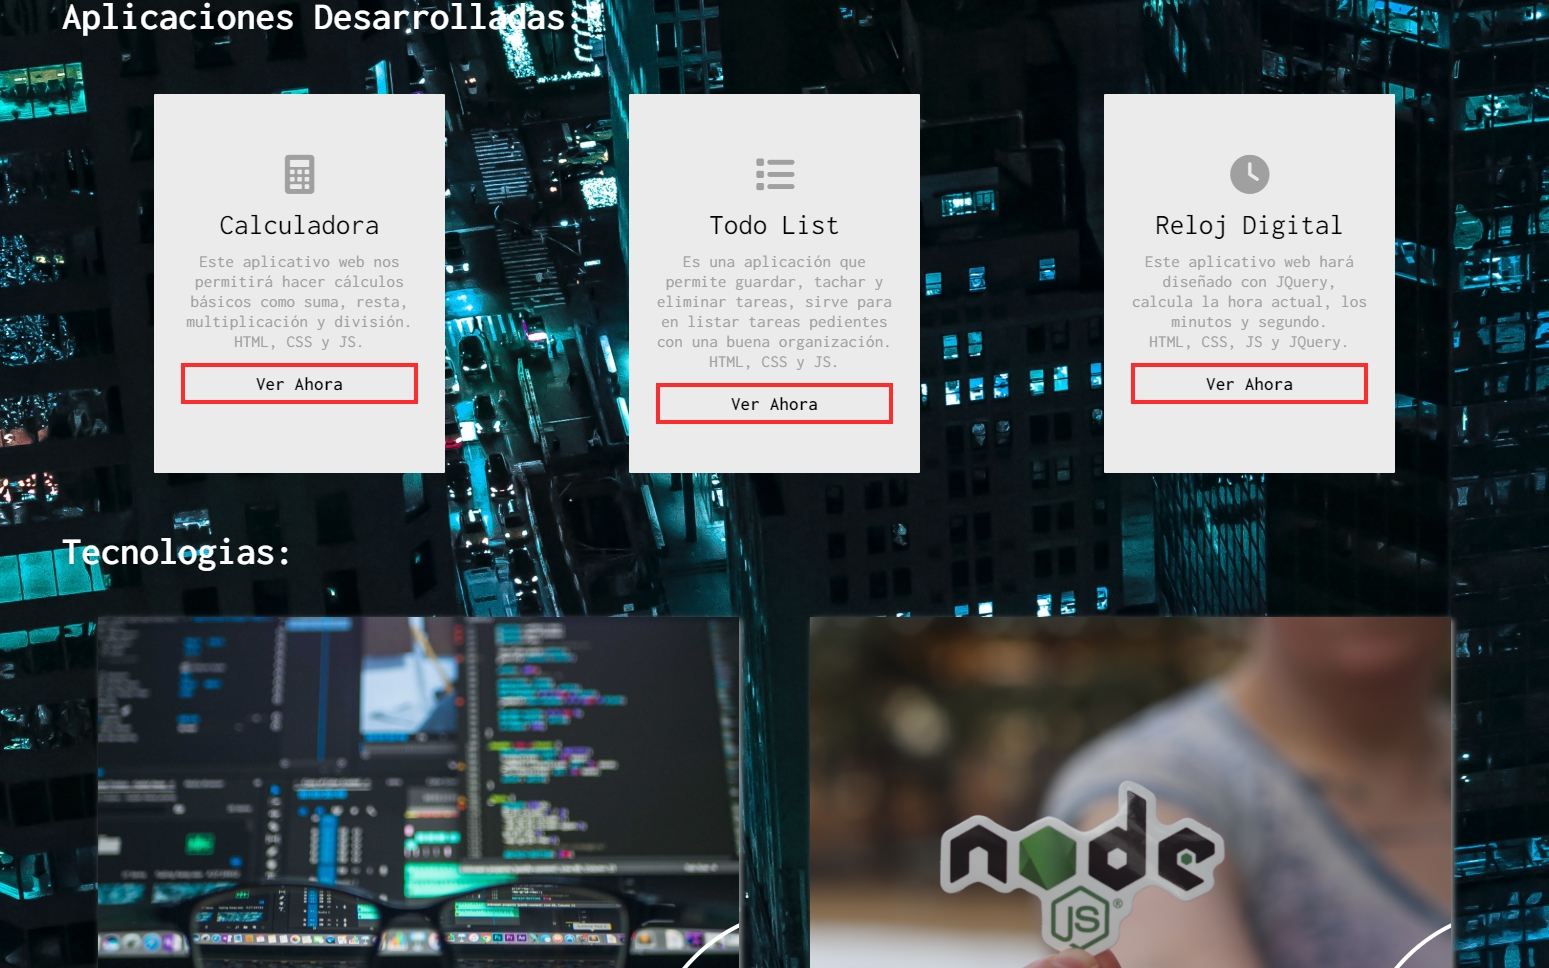 Aplicaciones Desarrolladas:
Calculadora
Este aplicativo web nos
permitirá hacer cálculos
básicos como suma, resta,
multiplicación y división.
HTML, CSS y JS.
Ver Ahora
Todo List
Es una aplicación que
permite guardar, tachar y
eliminar tareas, sirve para
en listar tareas pedientes
con una buena organización.
HTML, CSS y JS.
Ver Ahora
Reloj Digital
Este aplicativo web hará
diseñado con JQuery,
calcula la hora actual, los
minutos y segundo.
HTML, CSS, JS y JQuery.
Ver Ahora
Tecnologias:
node
JS®